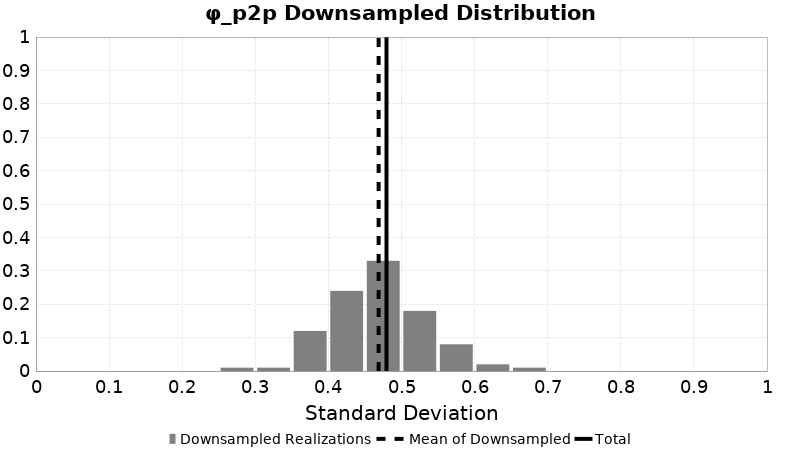 φ_p2p Downsampled Distribution
1
0.9
0.8
0.7
0.6
0.5
0.4
0.3
0.2
0.1
0
0 0.1 0.2 0.3 0.4 0.5 0.6 0.7 0.8 0.9 1
Standard Deviation
Downsampled Realizations Mean of Downsampled Total